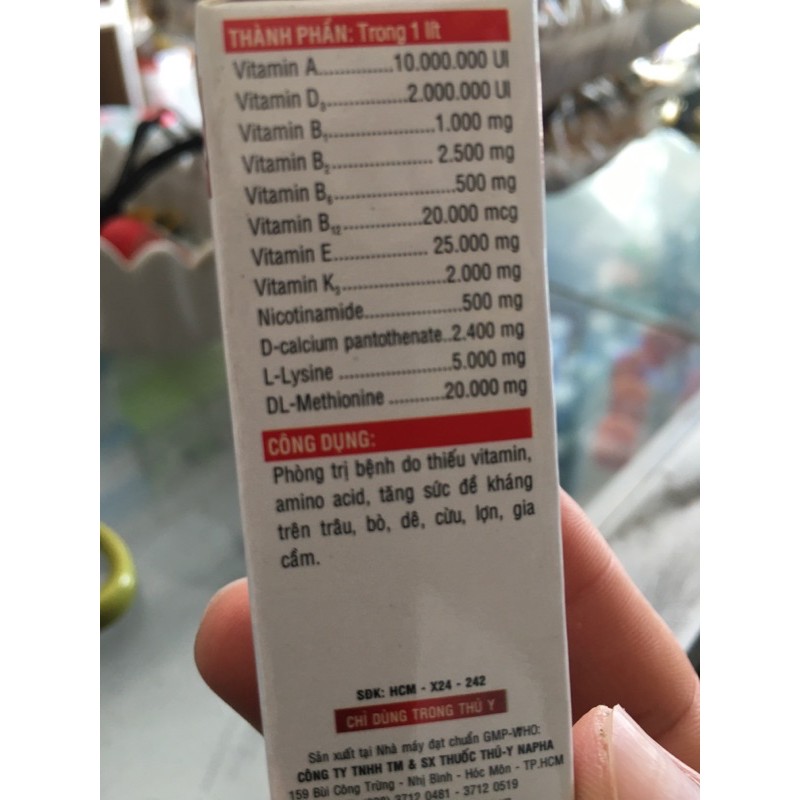 THÀNH PHẦN: Trong 1 lít
Vitamin A...............10.000.000 UI
Vitamin D₃................2.000.000 UI
Vitamin B₁.....................1.000 mg
Vitamin B₂.................... 2.500 mg
Vitamin B₆........................500 mg
Vitamin B₁₂................20.000 mcg
Vitamin E................... 25.000 mg
Vitamin K₃.....................2.000 mg
Nicotinamide...................500 mg
D-calcium pantothenate..2.400 mg
L-Lysine ......................5.000 mg
DL-Methionine ...........20.000 mg
CÔNG DỤNG:
Phòng trị bệnh do thiếu vitamin,
amino acid, tăng sức đề kháng
trên trâu, bò, dê, cừu, lợn, gia
cầm.
SĐK: HCM - X24 - 242
CHỈ DÙNG TRONG THÚ Y
Sản xuất tại Nhà máy đạt chuẩn GMP-WHO:
CÔNG TY TNHH TM & SX THUỐC THÚ-Y NAPHA
159 Bùi Công Trừng - Nhị Bình - Hóc Môn - TP.HCM
3712 0481 - 3712 0519